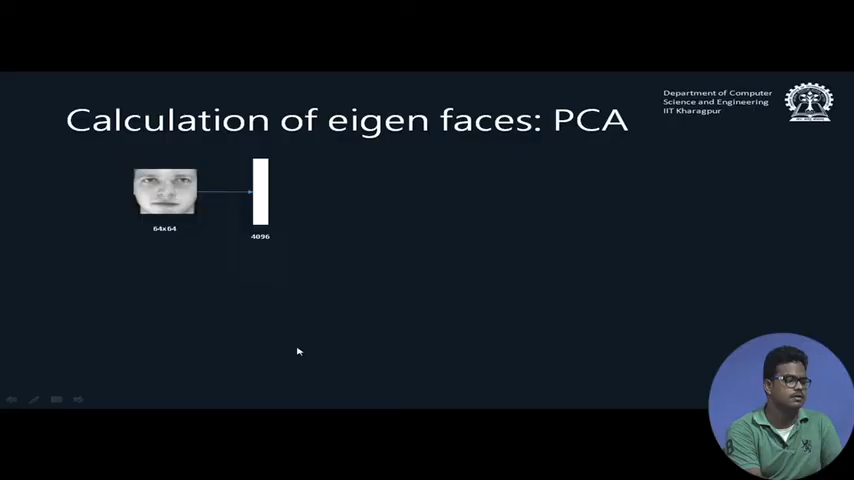 Calculation of eigen faces: PCA
Department of Computer
Science and Engineering
IIT Kharagpur
64x64
4096